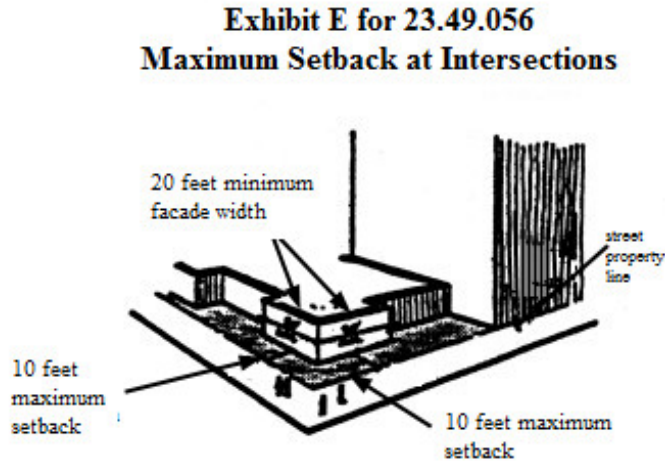 Exhibit E for 23.49.056
Maximum Setback at Intersections
20 feet minimum
facade width
street
property
line
10 feet
maximum
setback
10 feet maximum
setback